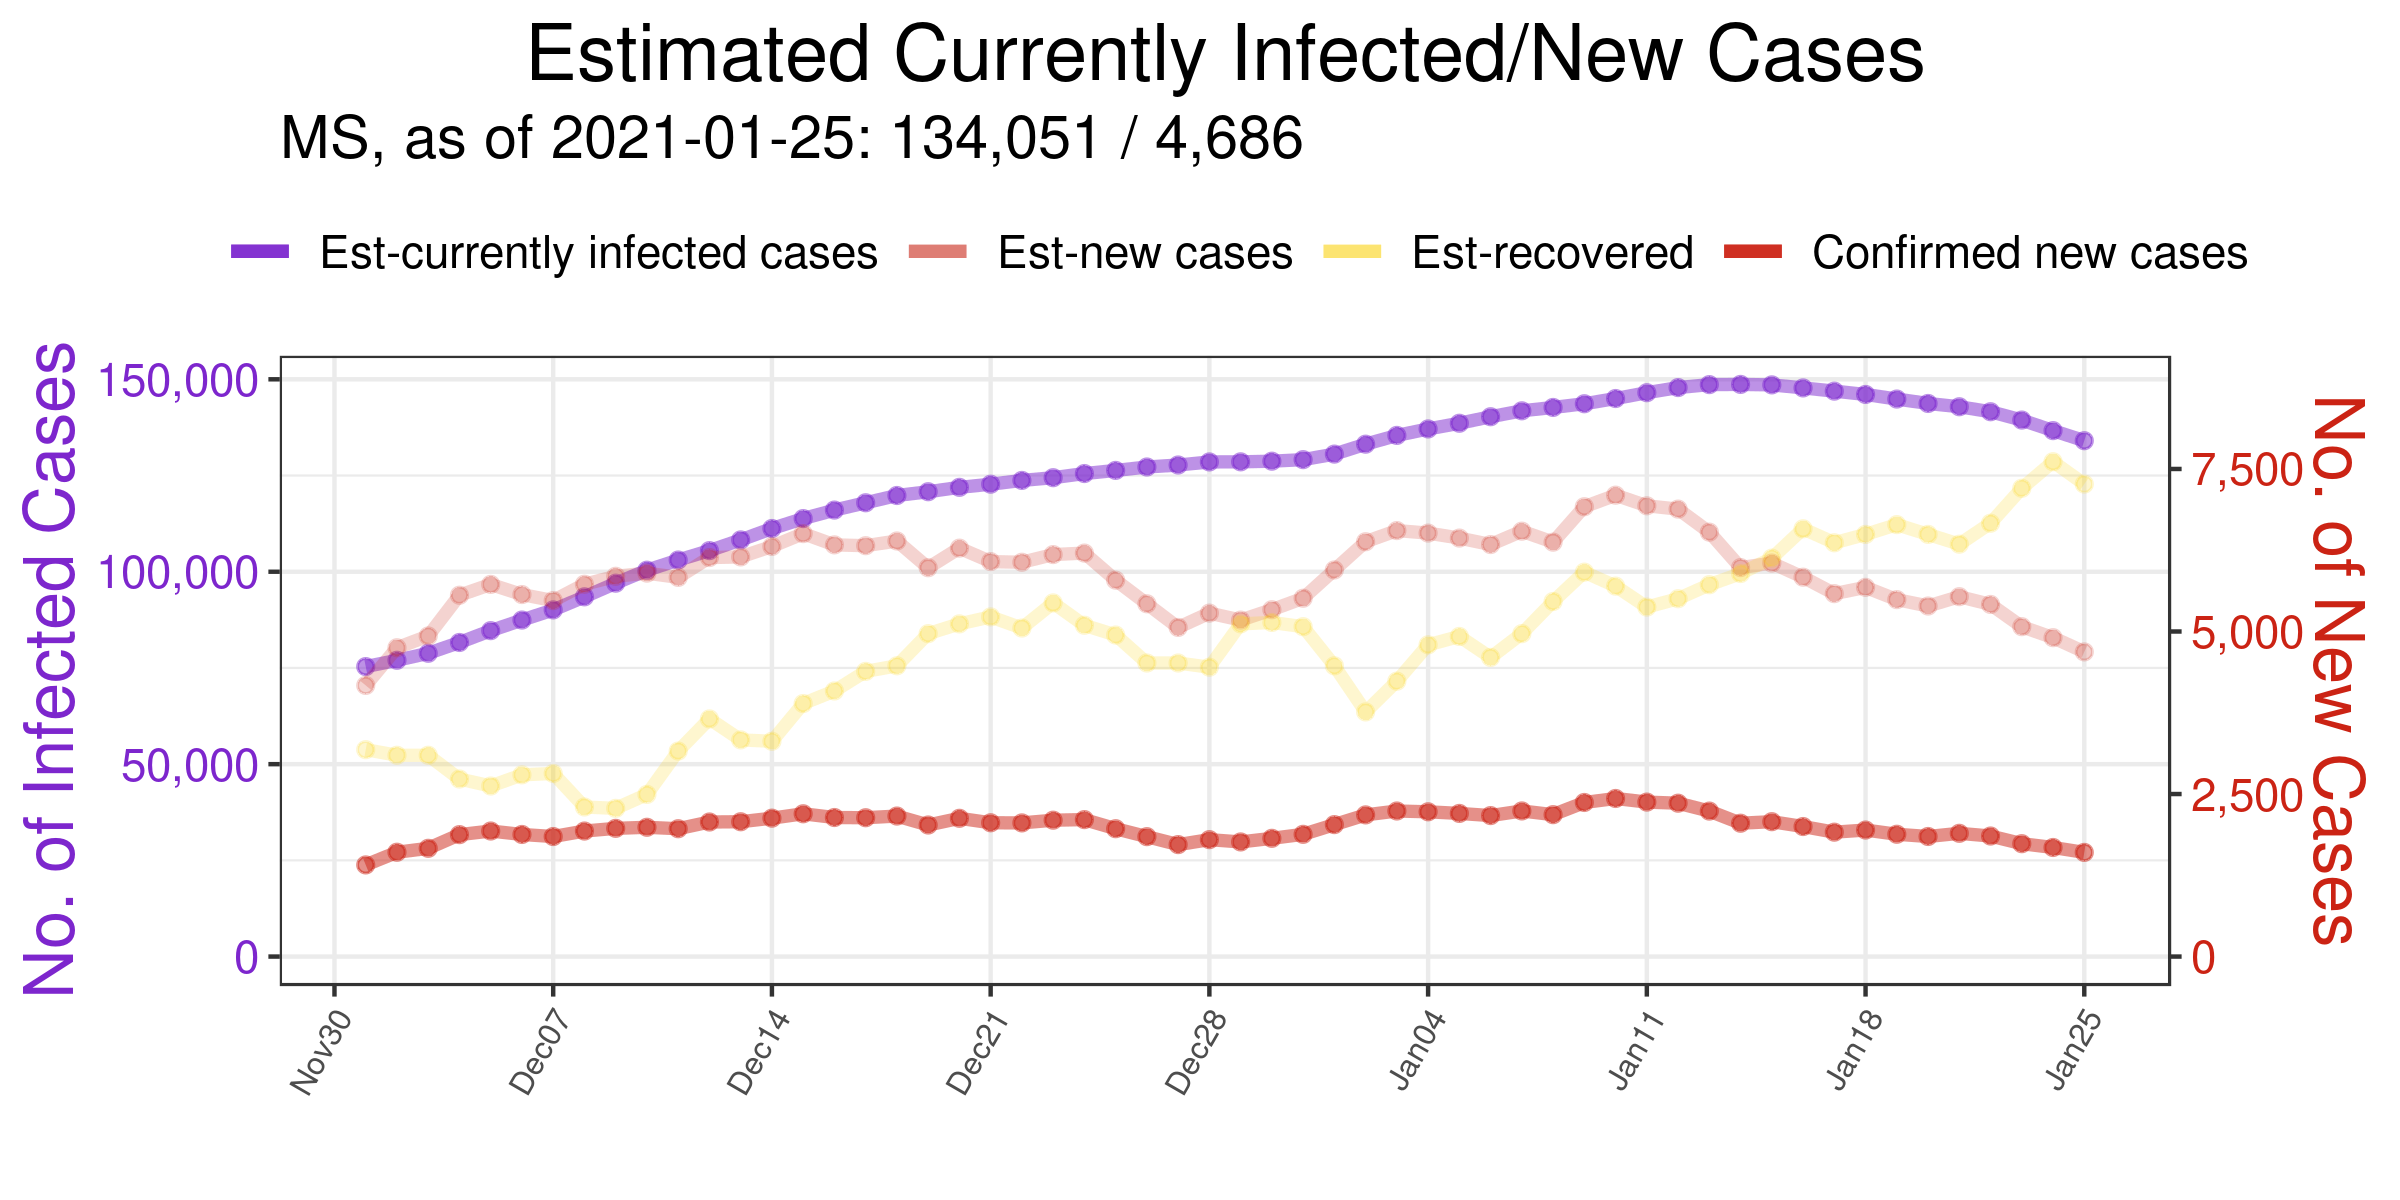 Estimated Currently Infected/New Cases
MS, as of 2021-01-25: 134,051 / 4,686
Est-currently infected cases Est-new cases Est-recovered Confirmed new cases
No. of Infected Cases
150,000
100,000
50,000
0
7,500
5,000
2,500
0
No. of New Cases
Nov30 Dec07 Dec14 Dec21 Dec28 Jan04 Jan11 Jan18 Jan25